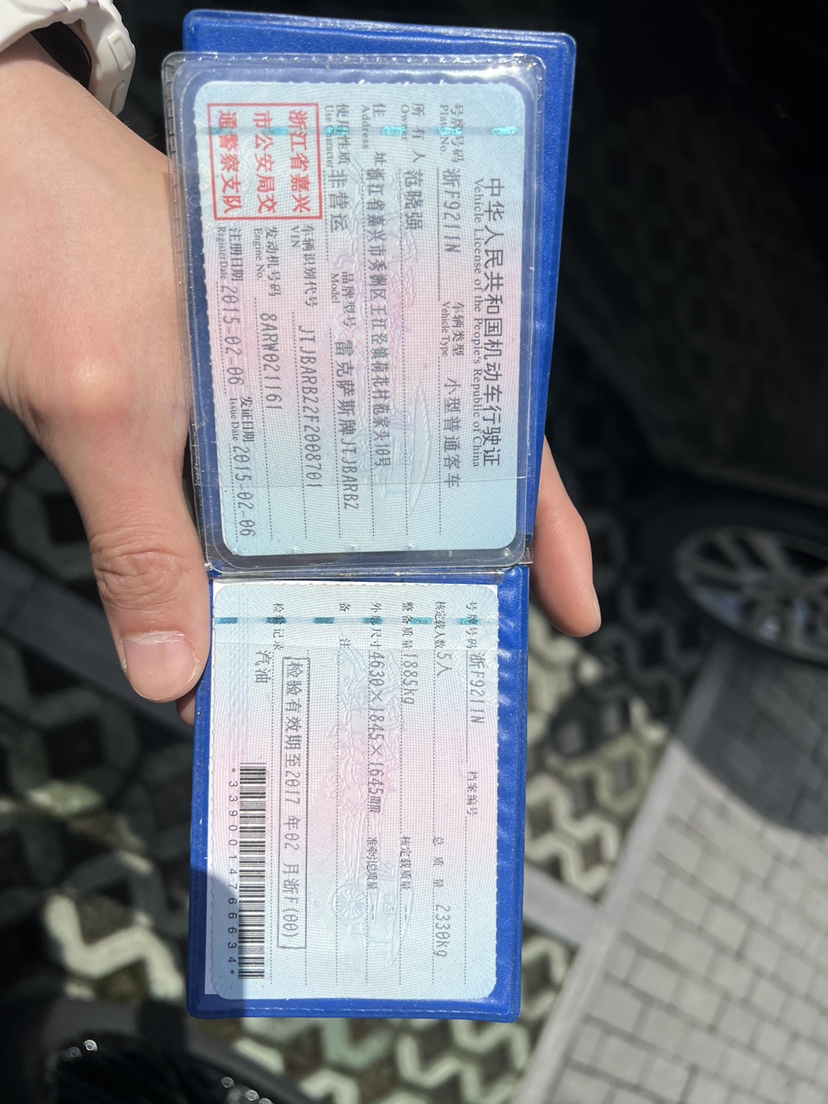 中华人民共和国机动车行驶证
Vehicle License of the People's Republic of China
号牌号码 浙F9211N 车辆类型 小型普通客车
Plate No. Vehicle Type
所有人 范晓强
Owner
住址 浙江省嘉兴市秀洲区王江泾镇荷花村范家头10号
Address
使用性质 非营运 品牌型号 雷克萨斯牌JTJBARBZ
Use Character Model
浙江省嘉兴
市公安局交
通警察支队
车辆识别代号 JTJBARBZ2F2008701
VIN
发动机号码 8ARW021161
Engine No.
注册日期 2015-02-06 发证日期 2015-02-06
Register Date Issue Date
号牌号码 浙F9211N 档案编号
核定载人数 5人 总质量 2330kg
整备质量 1885kg 核定载质量 ——
外廓尺寸 4630×1845×1645mm 准牵引总质量 ——
备注
检验有效期至2017年02月浙F(00)
检验记录
汽油
*3390014766634*